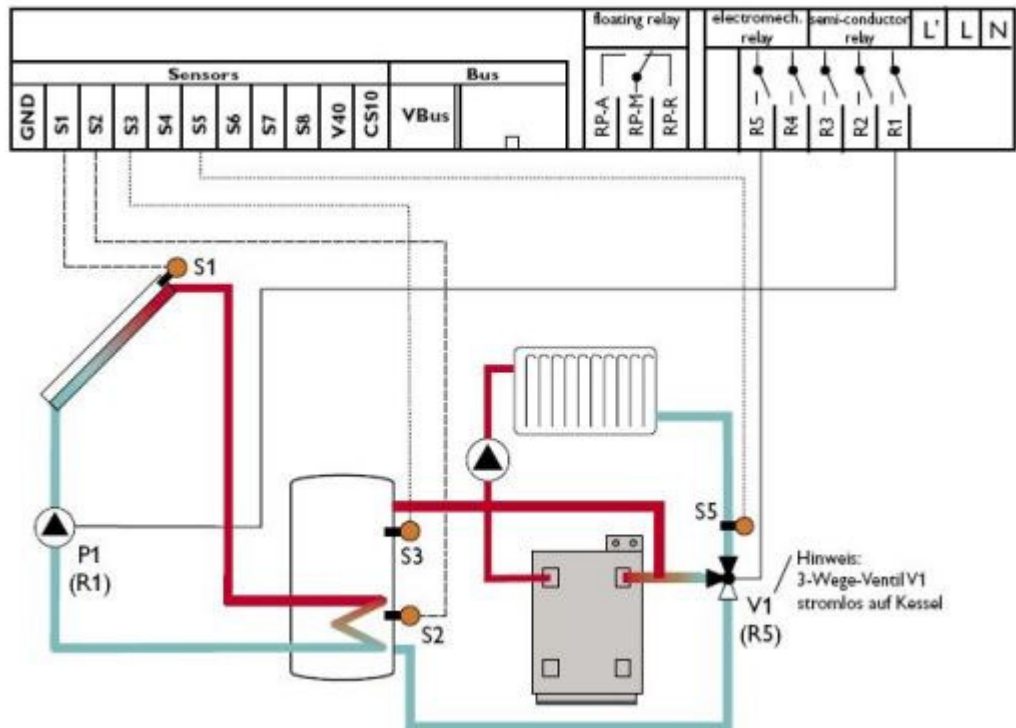 floating relay
electromech. relay
semi-conductor relay
L' L N
Sensors
Bus
GND S1 S2 S3 S4 S5 S6 S7 S8 V40 CS10
VBus
RP-A RP-M RP-R
R5 R4 R3 R2 R1
S1
P1
(R1)
S3
S2
S5
V1
(R5)
Hinweis:
3-Wege-Ventil V1
stromlos auf Kessel